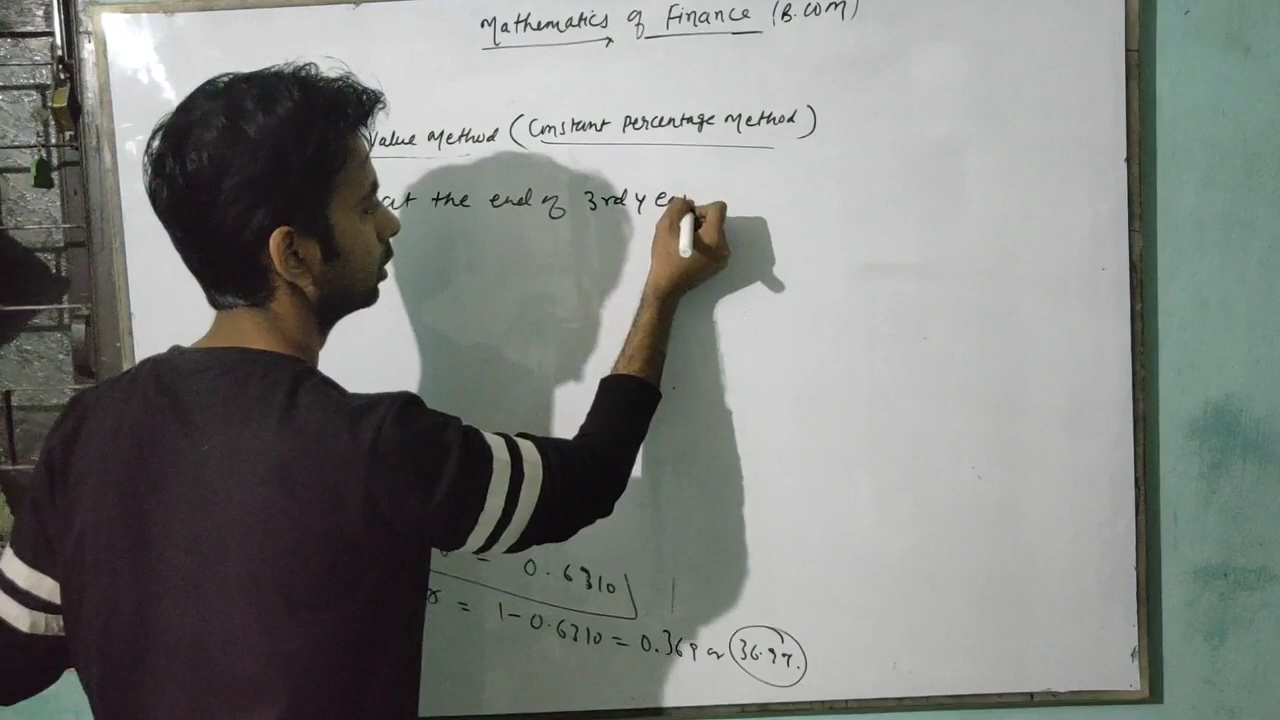 Mathematics of Finance (B.COM)
Value Method (Constant Percentage Method)
at the end of 3rd year
= 0.6310
r = 1-0.6310 = 0.369 or 36.9%